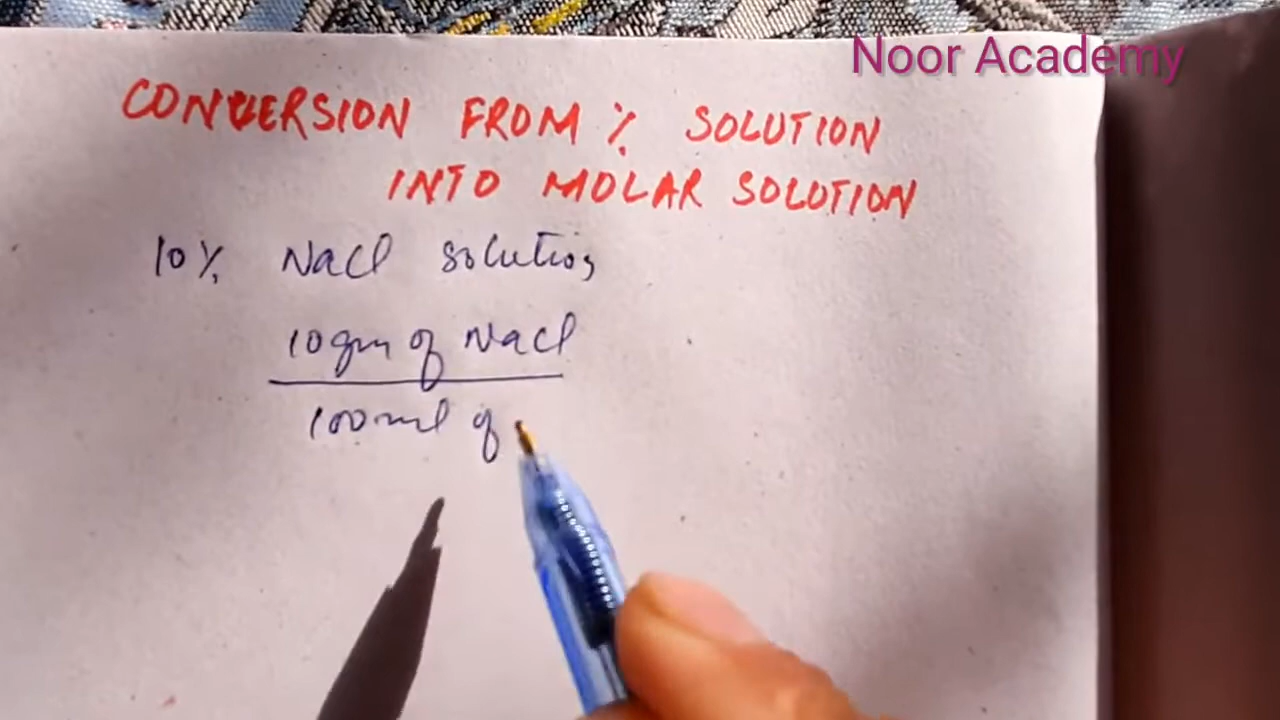 Noor Academy
CONVERSION FROM % SOLUTION
INTO MOLAR SOLUTION
10% NaCl solution
10gm of NaCl
100ml of